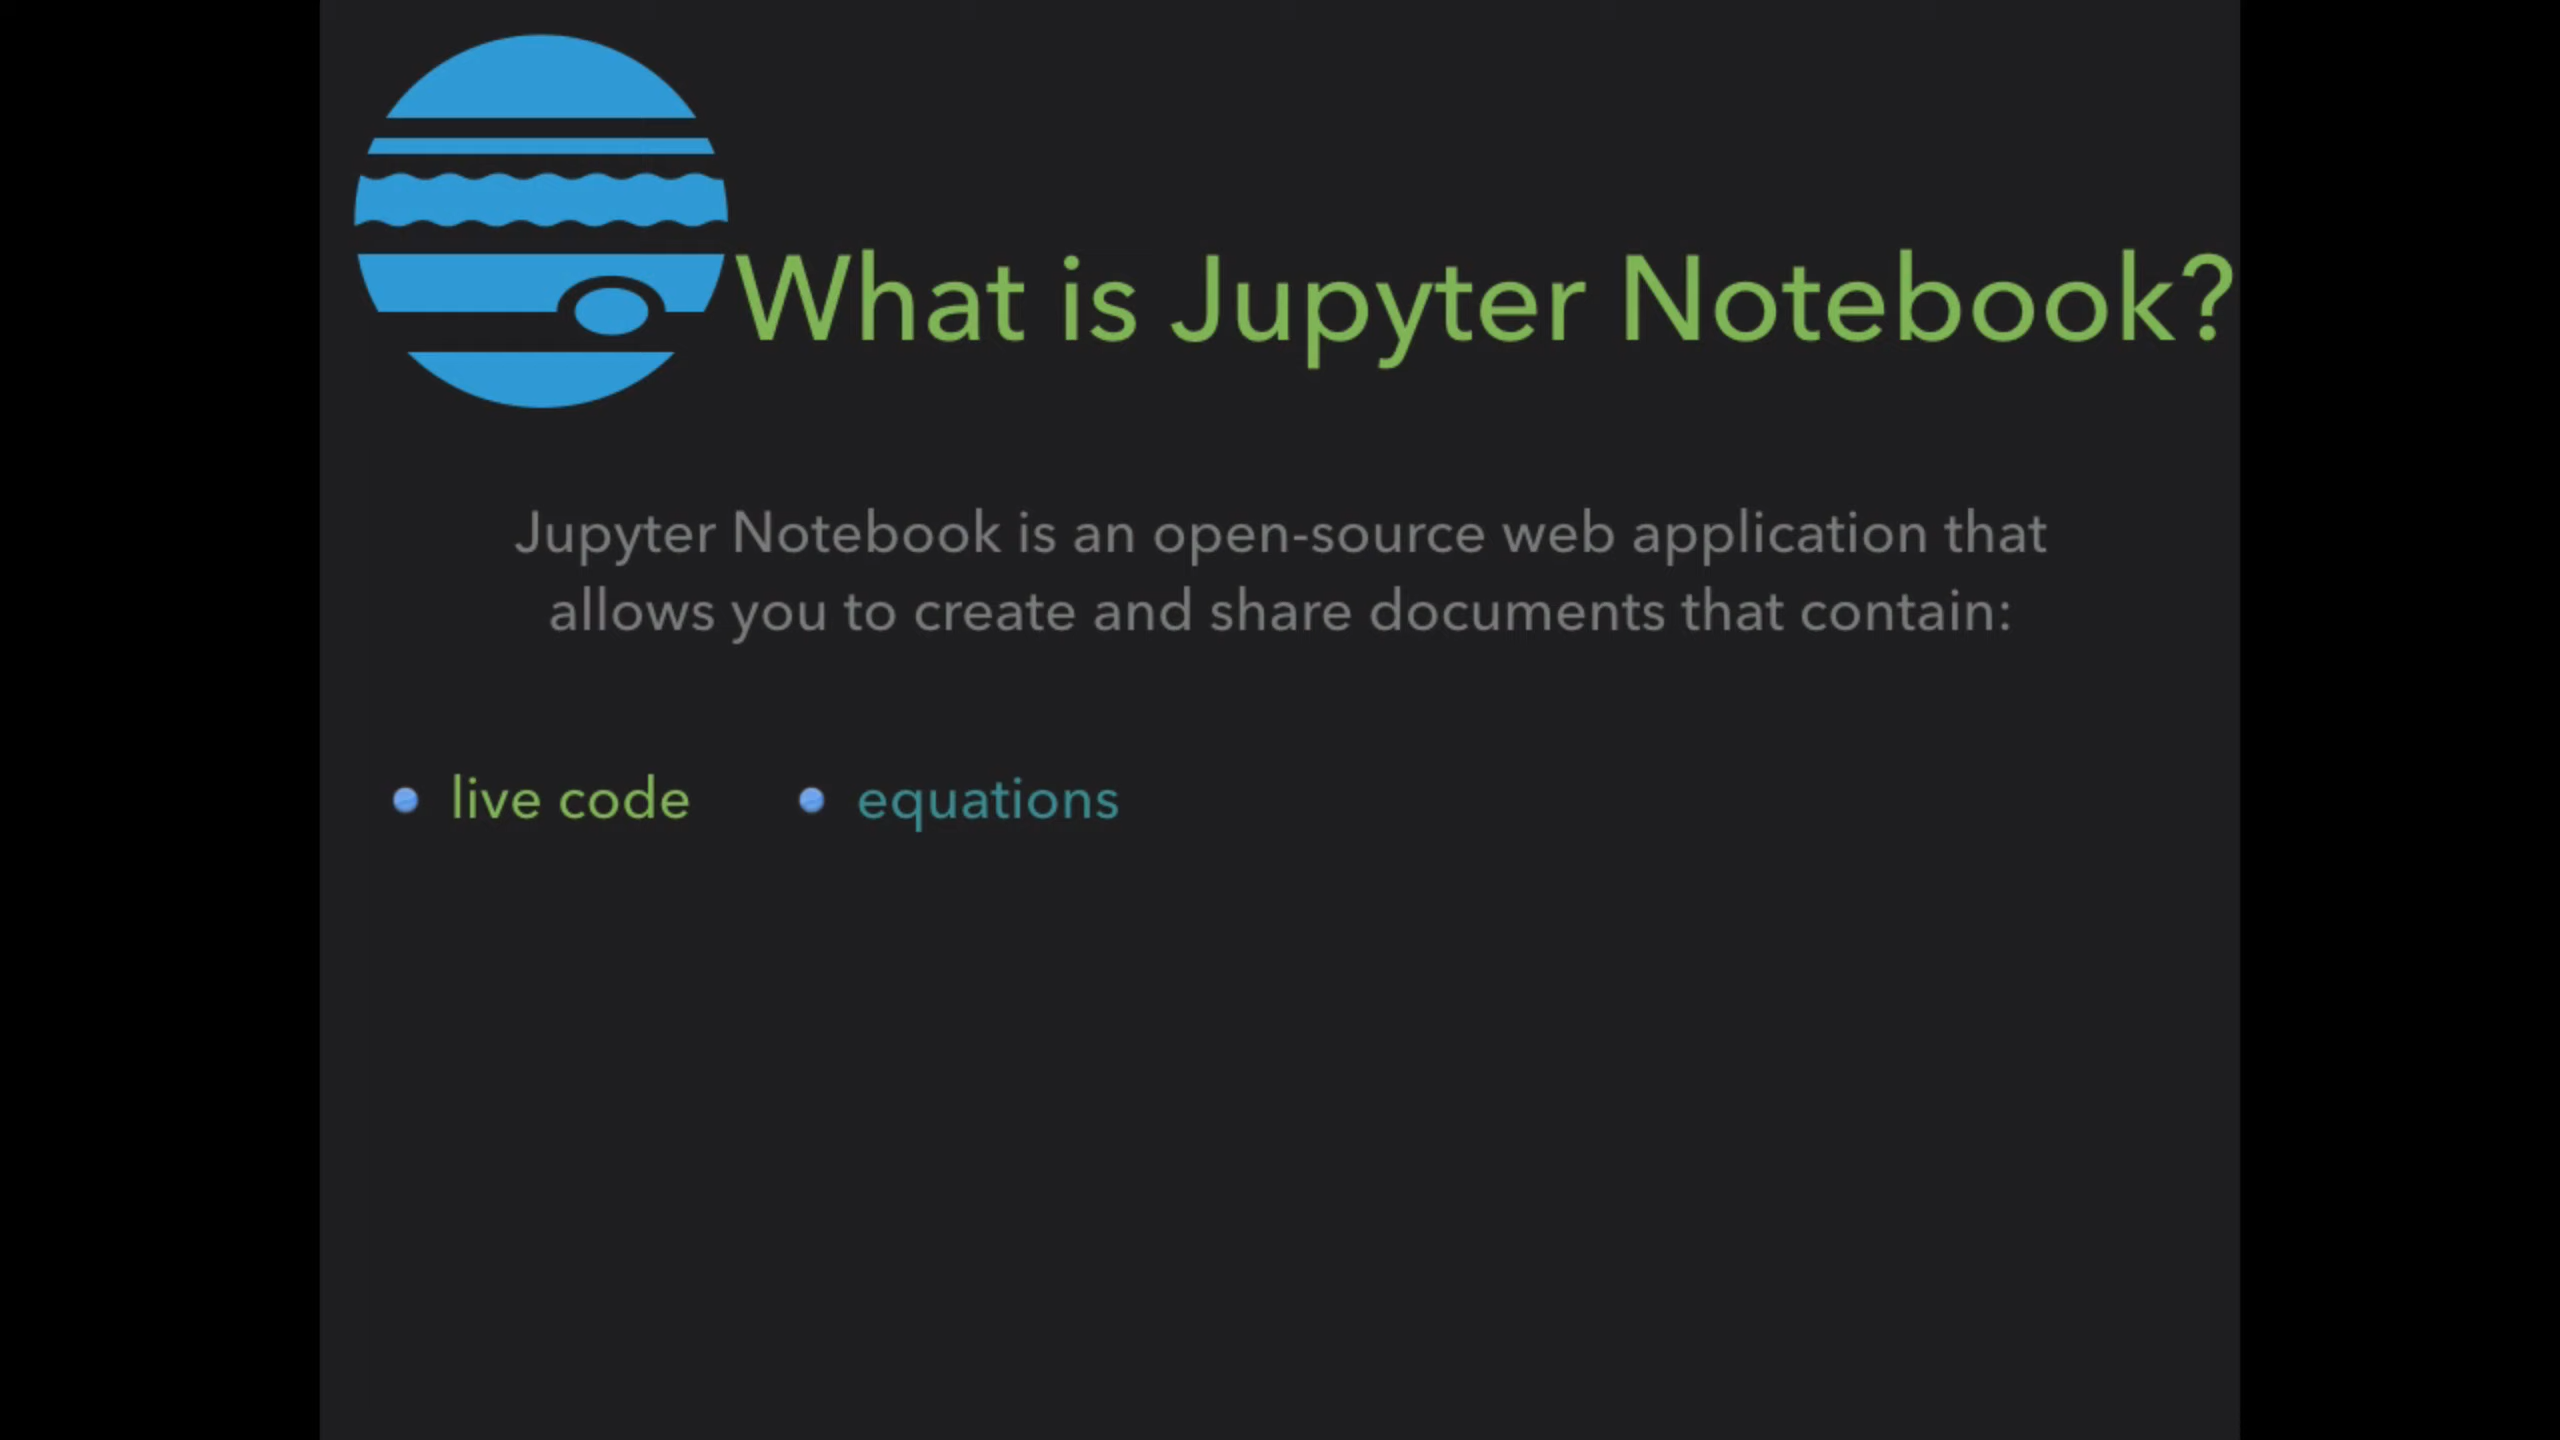 What is Jupyter Notebook?
Jupyter Notebook is an open-source web application that
allows you to create and share documents that contain:
• live code • equations